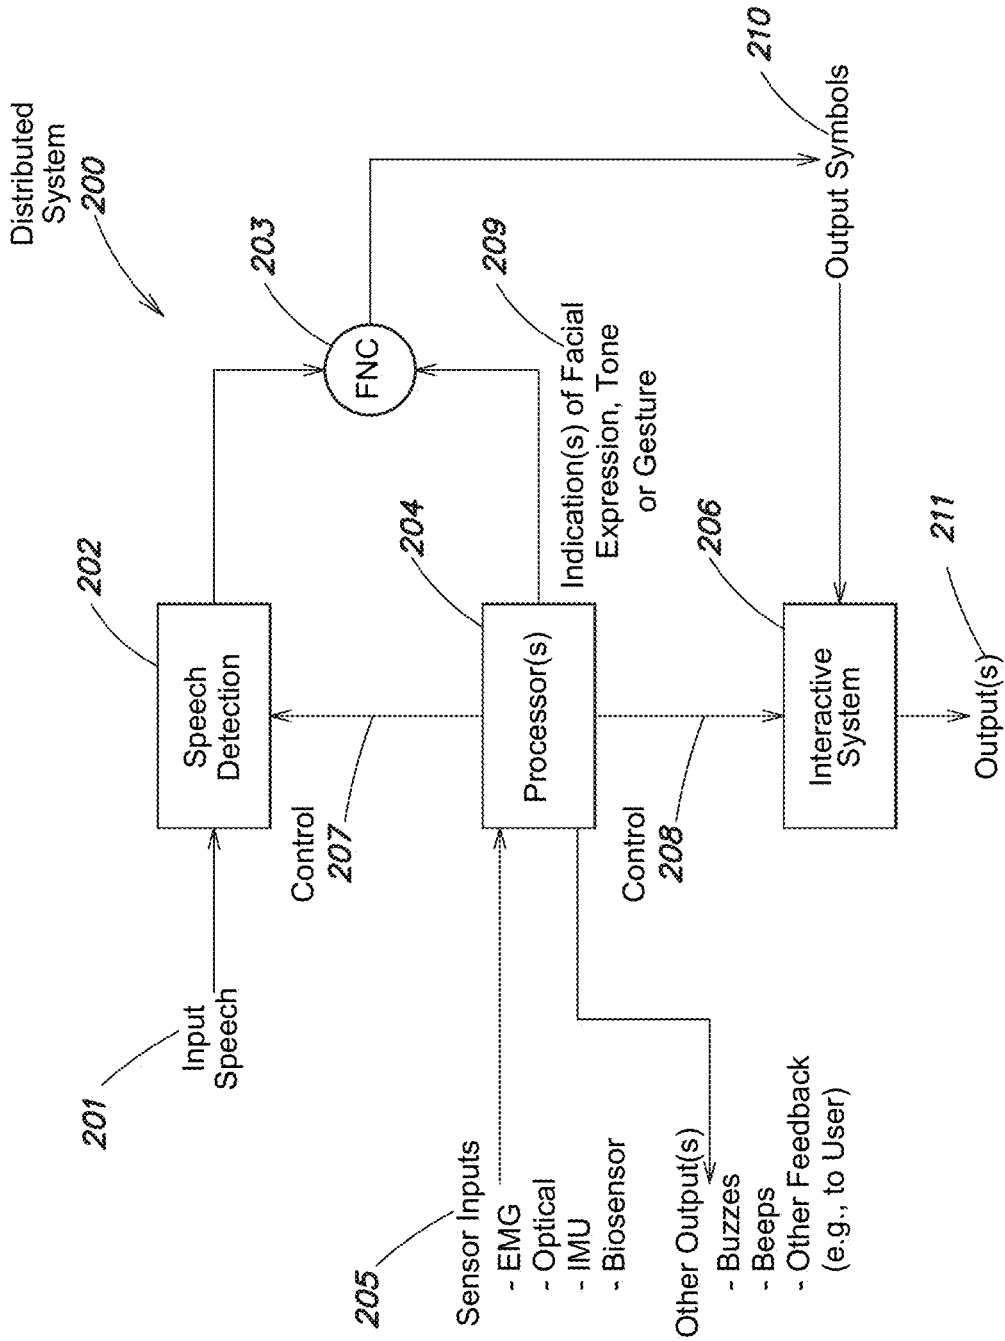 Distributed
System
200
201
Input
Speech
202
Speech
Detection
203
FNC
Control
207
205
Sensor Inputs
- EMG
- Optical
- IMU
- Biosensor
204
Processor(s)
209
Indication(s) of Facial
Expression, Tone
or Gesture
Other Output(s)
- Buzzes
- Beeps
- Other Feedback
(e.g., to User)
Control
208
206
Interactive
System
210
Output Symbols
211
Output(s)